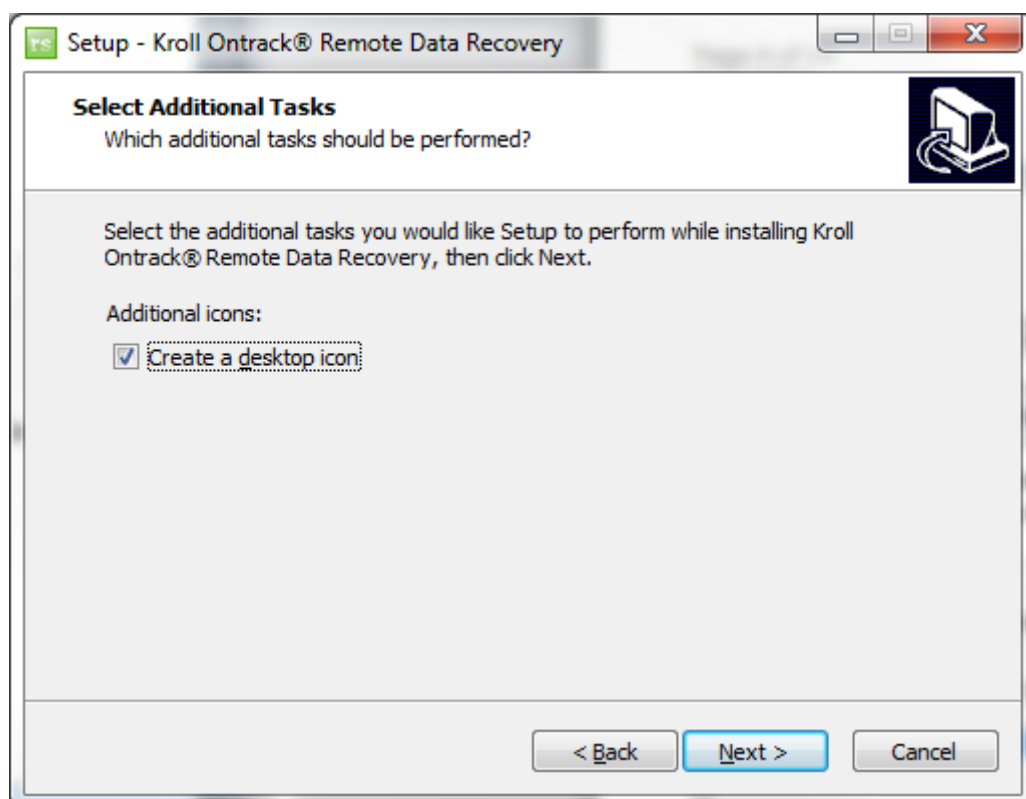 rs Setup - Kroll Ontrack® Remote Data Recovery
Select Additional Tasks
Which additional tasks should be performed?
Select the additional tasks you would like Setup to perform while installing Kroll
Ontrack® Remote Data Recovery, then click Next.
Additional icons:
Create a desktop icon
< Back Next > Cancel